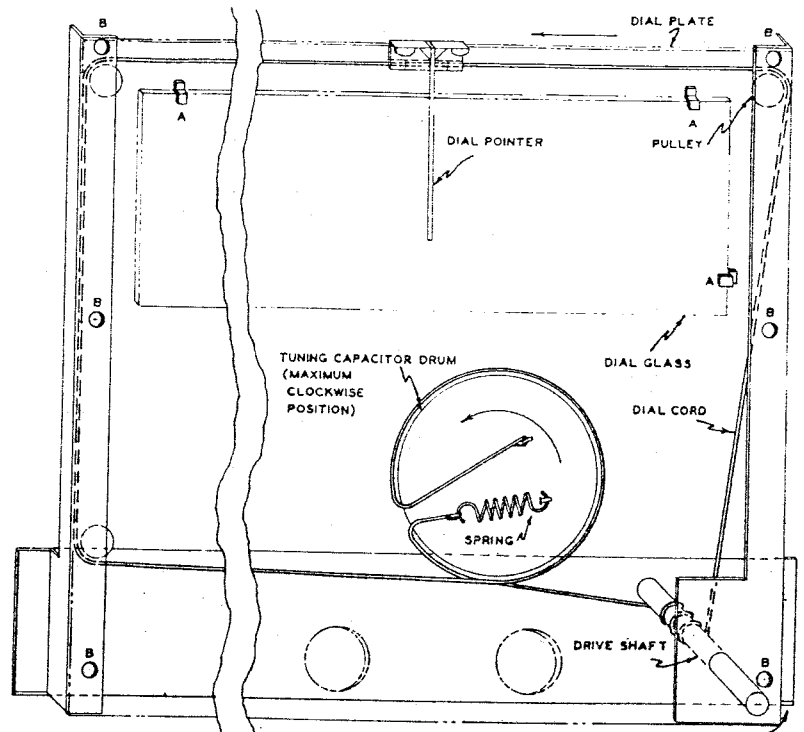 B
DIAL PLATE
B
A
A
DIAL POINTER
PULLEY
B
A
B
TUNING CAPACITOR DRUM
(MAXIMUM
CLOCKWISE
POSITION)
DIAL GLASS
DIAL CORD
SPRING
B
DRIVE SHAFT
B